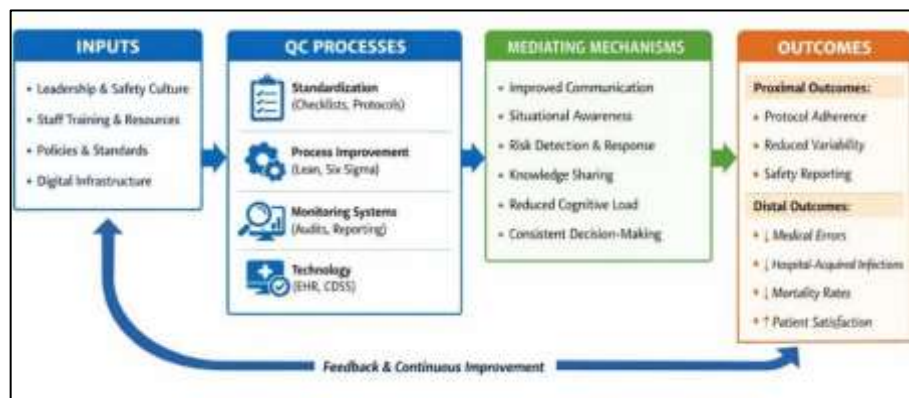 INPUTS
• Leadership & Safety Culture
• Staff Training & Resources
• Policies & Standards
• Digital Infrastructure
QC PROCESSES
Standardization
(Checklists, Protocols)
Process Improvement
(Lean, Six Sigma)
Monitoring Systems
(Audits, Reporting)
Technology
(EHR, CDSS)
MEDIATING MECHANISMS
• Improved Communication
• Situational Awareness
• Risk Detection & Response
• Knowledge Sharing
• Reduced Cognitive Load
• Consistent Decision-Making
OUTCOMES
Proximal Outcomes:
• Protocol Adherence
• Reduced Variability
• Safety Reporting
Distal Outcomes:
• ↓ Medical Errors
• ↓ Hospital-Acquired Infections
• ↓ Mortality Rates
• ↑ Patient Satisfaction
Feedback & Continuous Improvement